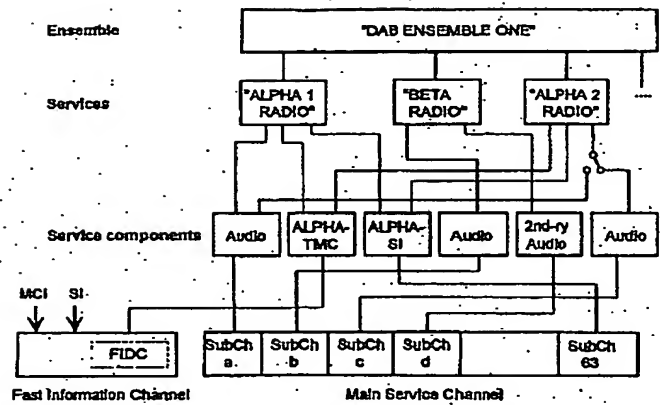 Ensemble
"DAB ENSEMBLE ONE"
Services
"ALPHA 1
RADIO"
"BETA
RADIO"
"ALPHA 2
RADIO"
Service components
Audio
ALPHA-
TMC
ALPHA-
SI
Audio
2nd-ry
Audio
Audio
MCI SI
FIDC
SubCh
a
SubCh
b
SubCh
c
SubCh
d
SubCh
63
Fast Information Channel
Main Service Channel